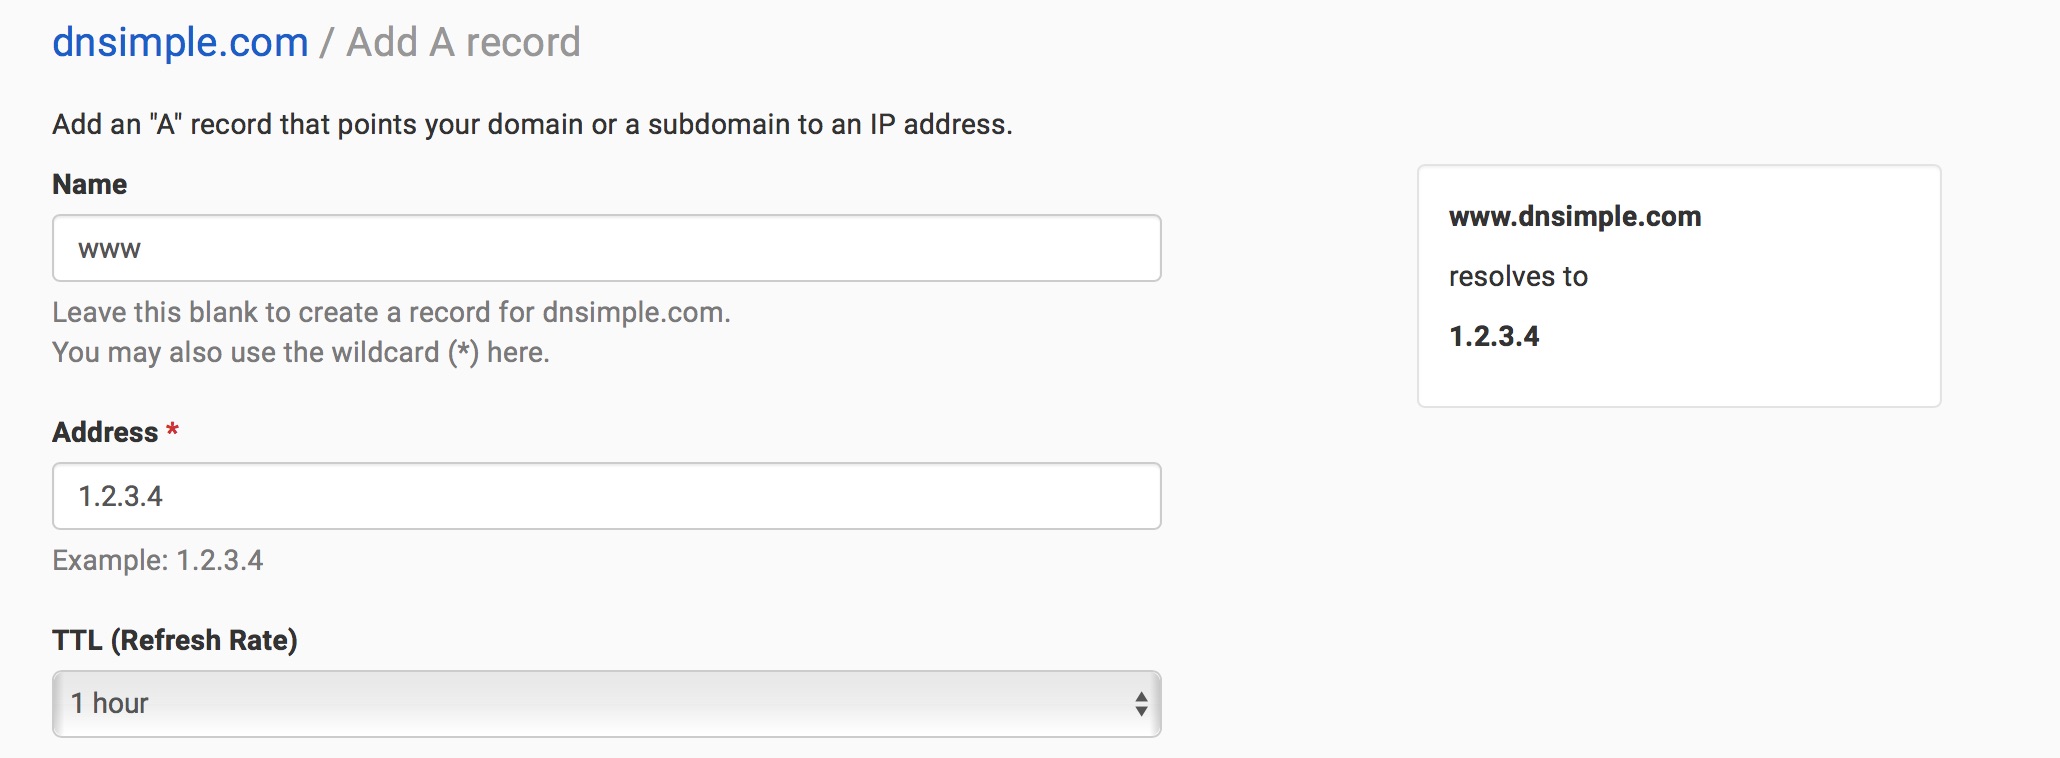 dnsimple.com / Add A record
Add an "A" record that points your domain or a subdomain to an IP address.
Name
www
Leave this blank to create a record for dnsimple.com.
You may also use the wildcard (*) here.
Address *
1.2.3.4
Example: 1.2.3.4
TTL (Refresh Rate)
1 hour
www.dnsimple.com
resolves to
1.2.3.4